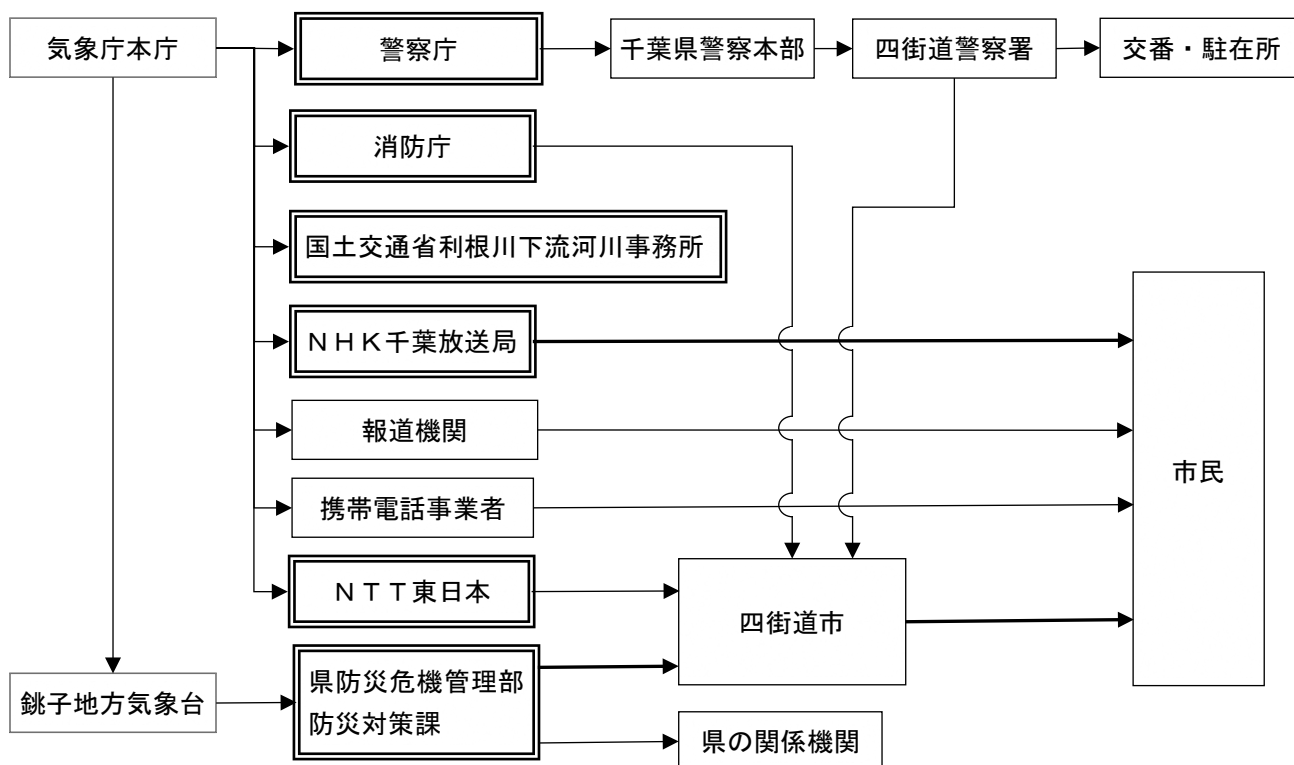 気象庁本庁
警察庁
千葉県警察本部
四街道警察署
交番・駐在所
消防庁
国土交通省利根川下流河川事務所
ＮＨＫ千葉放送局
報道機関
市民
携帯電話事業者
ＮＴＴ東日本
四街道市
銚子地方気象台
県防災危機管理部
防災対策課
県の関係機関